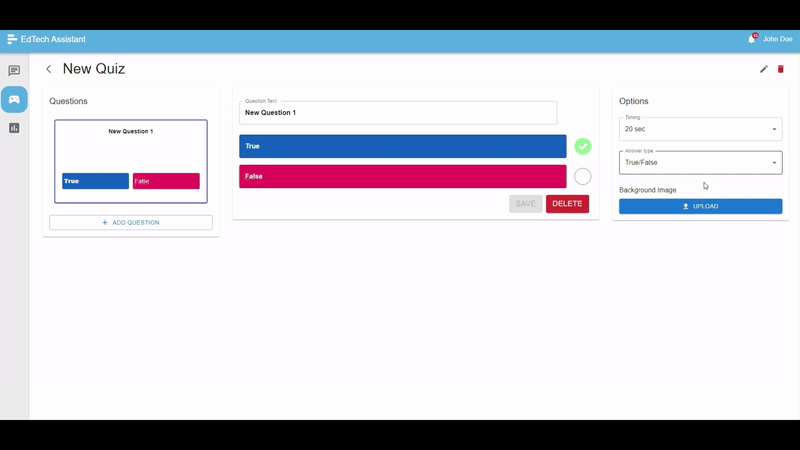 EdTech Assistant
John Doe
New Quiz
Questions
New Question 1
True
False
ADD QUESTION
Question Text
New Question 1
True
False
SAVE
DELETE
Options
Timing
20 sec
Answer type
True/False
Background Image
UPLOAD